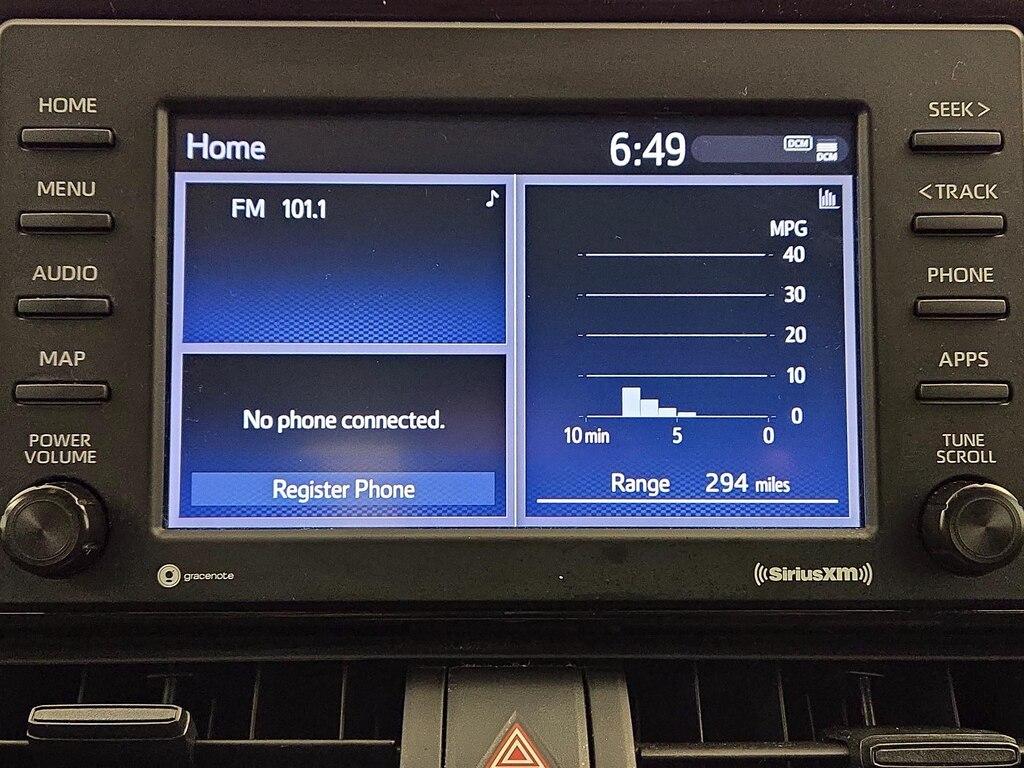 HOME
MENU
AUDIO
MAP
POWER
VOLUME
Home
6:49
DCM
DCM
FM 101.1
No phone connected.
Register Phone
MPG
40
30
20
10
0
10 min 5 0
Range 294 miles
SEEK >
< TRACK
PHONE
APPS
TUNE
SCROLL
gracenote
((SiriusXM))